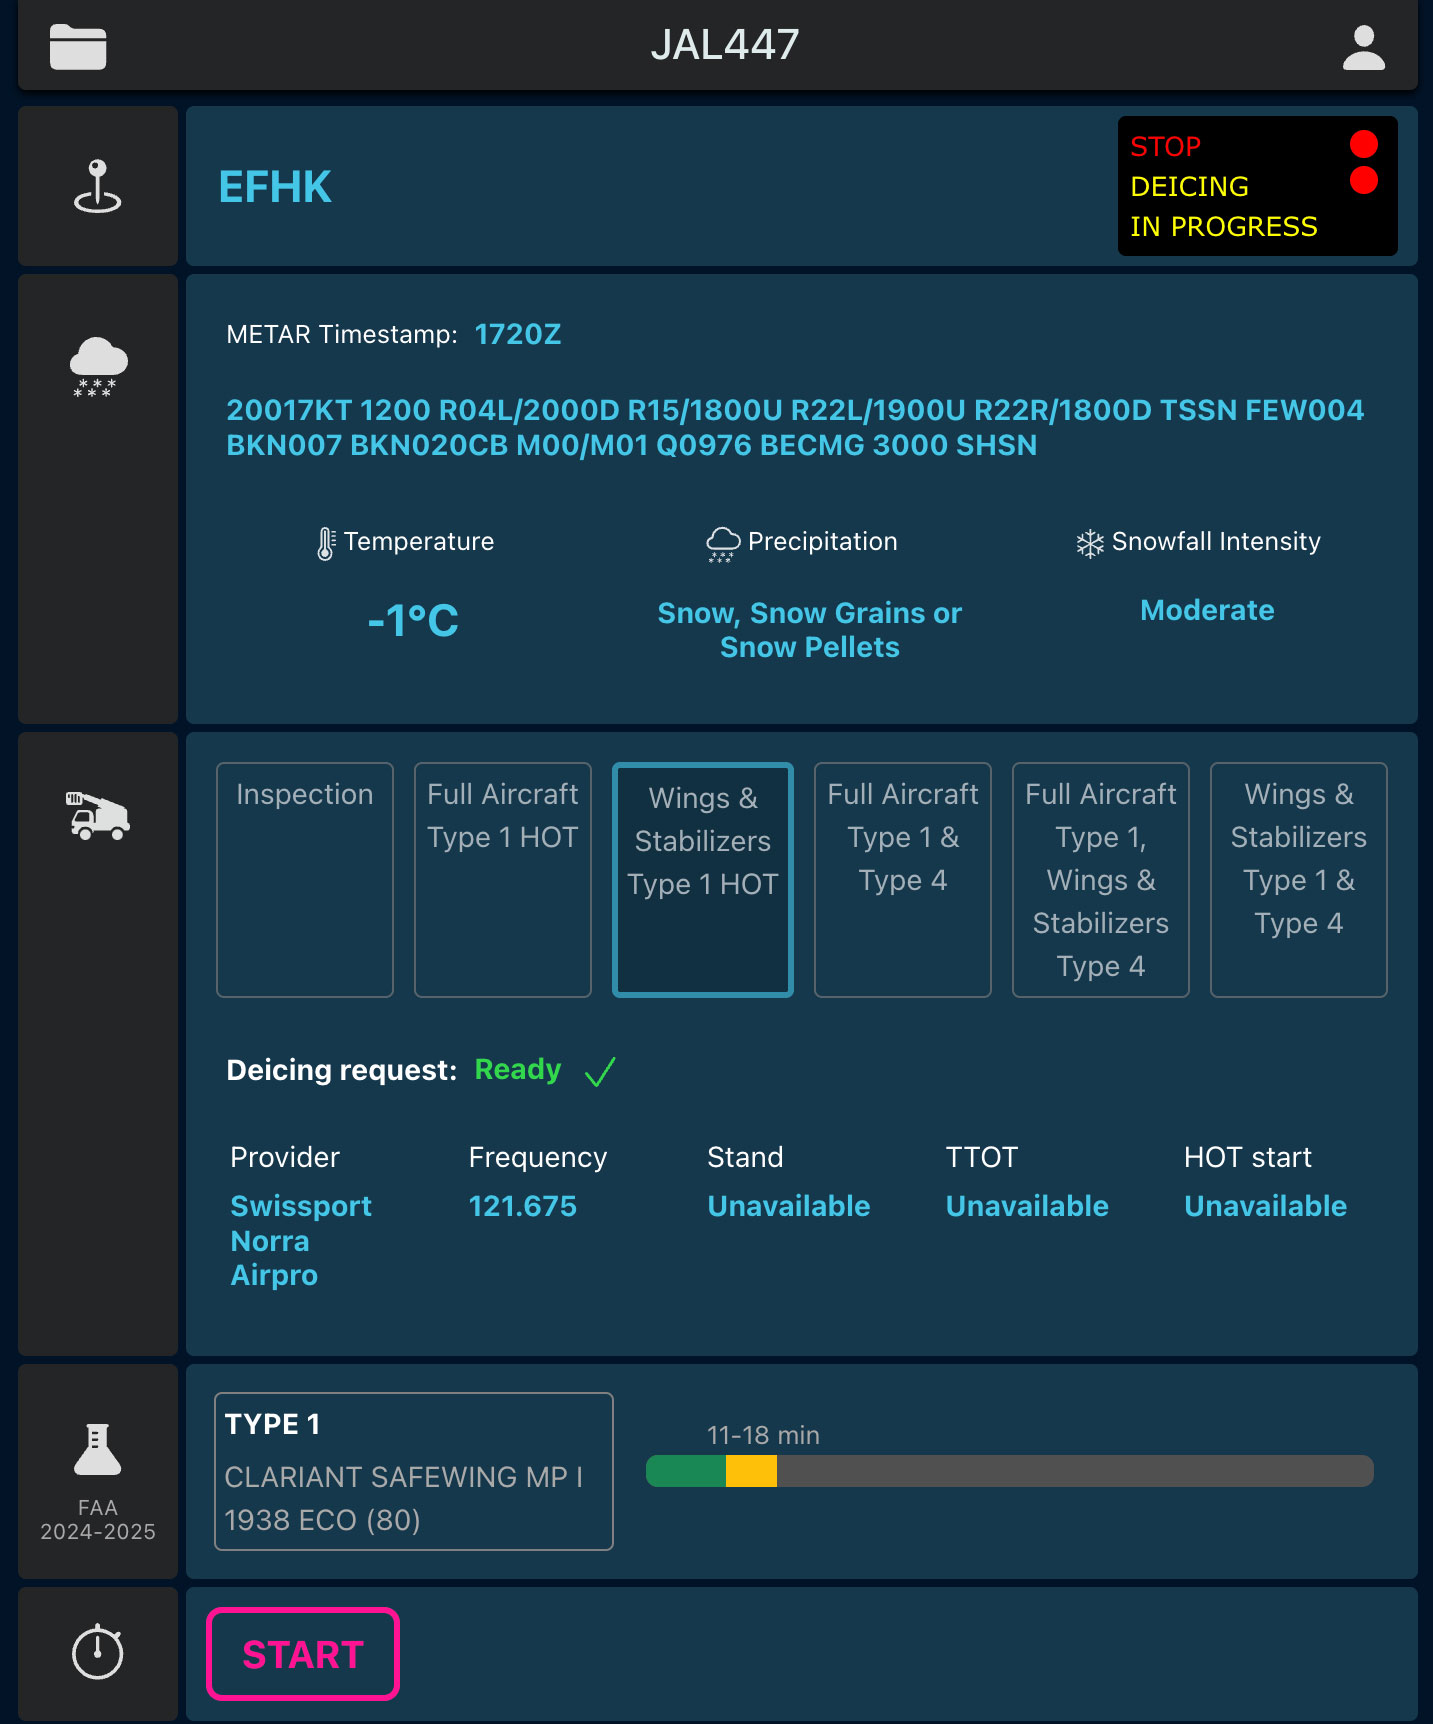 JAL447
EFHK
STOP
DEICING
IN PROGRESS
METAR Timestamp: 1720Z
20017KT 1200 R04L/2000D R15/1800U R22L/1900U R22R/1800D TSSN FEW004
BKN007 BKN020CB M00/M01 Q0976 BECMG 3000 SHSN
Temperature
-1°C
Precipitation
Snow, Snow Grains or
Snow Pellets
Snowfall Intensity
Moderate
Inspection
Full Aircraft
Type 1 HOT
Wings &
Stabilizers
Type 1 HOT
Full Aircraft
Type 1 &
Type 4
Full Aircraft
Type 1,
Wings &
Stabilizers
Type 4
Wings &
Stabilizers
Type 1 &
Type 4
Deicing request: Ready
Provider
Swissport
Norra
Airpro
Frequency
121.675
Stand
Unavailable
TTOT
Unavailable
HOT start
Unavailable
FAA
2024-2025
TYPE 1
CLARIANT SAFEWING MP I
1938 ECO (80)
11-18 min
START